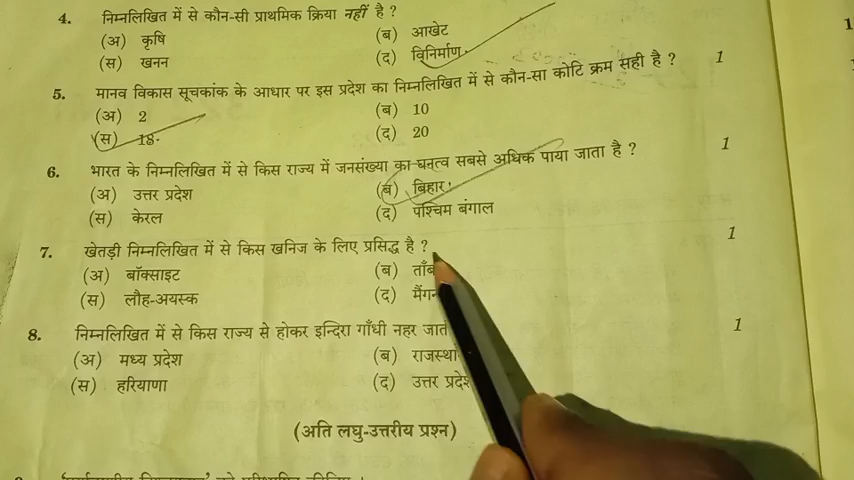 4. निम्नलिखित में से कौन-सी प्राथमिक क्रिया नहीं है ?
(अ) कृषि (ब) आखेट
(स) खनन (द) विनिर्माण
5. मानव विकास सूचकांक के आधार पर इस प्रदेश का निम्नलिखित में से कौन-सा कोटि क्रम सही है ? 1
(अ) 2 (ब) 10
(स) 18 (द) 20
6. भारत के निम्नलिखित में से किस राज्य में जनसंख्या का घनत्व सबसे अधिक पाया जाता है ? 1
(अ) उत्तर प्रदेश (ब) बिहार
(स) केरल (द) पश्चिम बंगाल
7. खेतड़ी निम्नलिखित में से किस खनिज के लिए प्रसिद्ध है ? 1
(अ) बॉक्साइट (ब)
(स) लौह-अयस्क (द)
8. निम्नलिखित में से किस राज्य से होकर इन्दिरा गाँधी नहर 1
(अ) मध्य प्रदेश (ब)
(स) हरियाणा (द) उत्तर प्रदेश
(अति लघु-उत्तरीय प्रश्न)